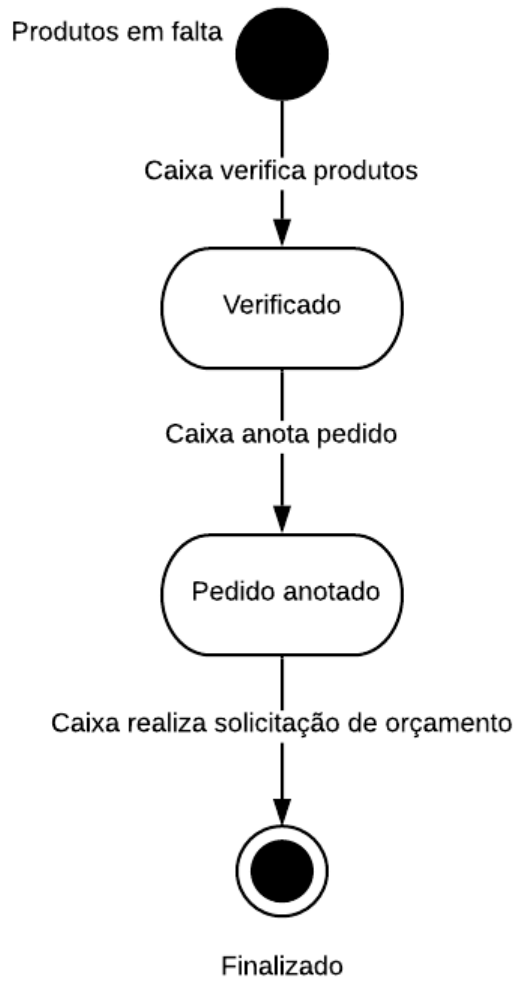 Produtos em falta
Caixa verifica produtos
Verificado
Caixa anota pedido
Pedido anotado
Caixa realiza solicitação de orçamento
Finalizado